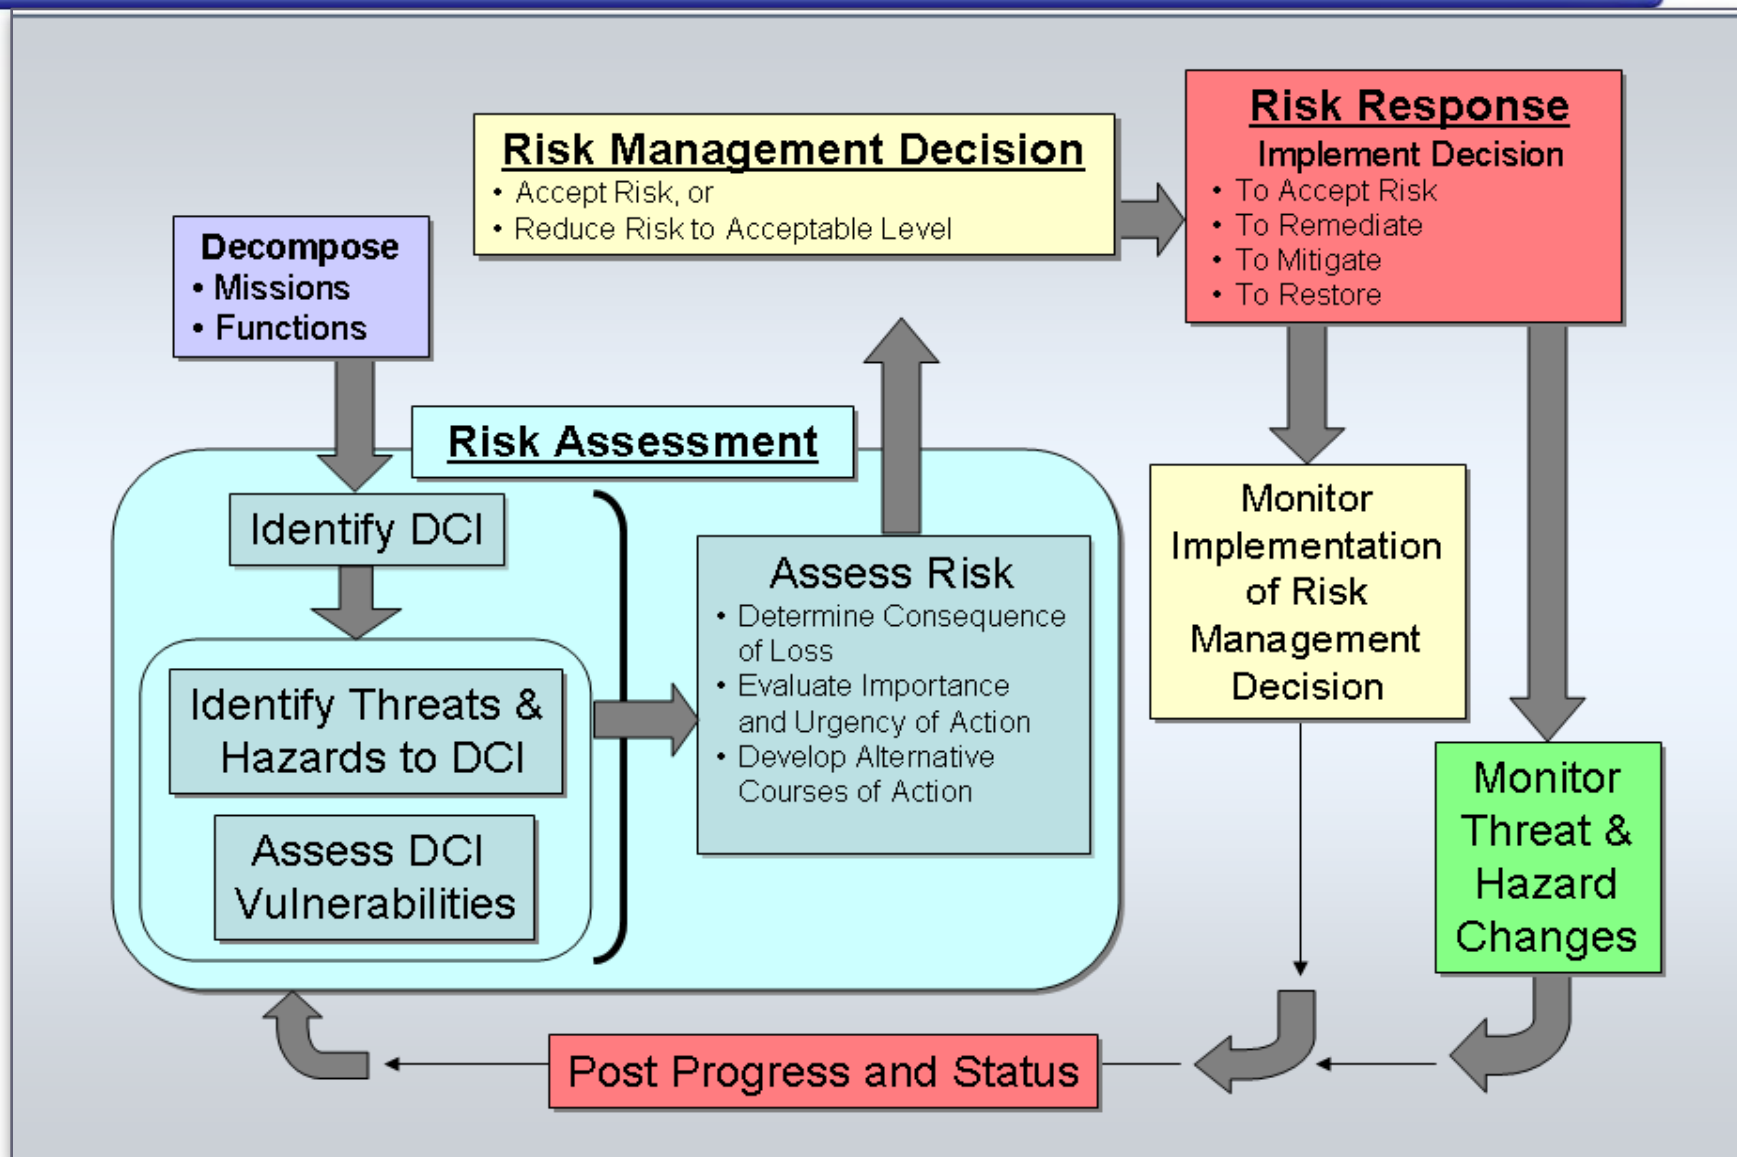 Risk Response
Implement Decision
• To Accept Risk
• To Remediate
• To Mitigate
• To Restore
Risk Management Decision
• Accept Risk, or
• Reduce Risk to Acceptable Level
Decompose
• Missions
• Functions
Risk Assessment
Identify DCI
Identify Threats &
Hazards to DCI
Assess DCI
Vulnerabilities
Assess Risk
• Determine Consequence
of Loss
• Evaluate Importance
and Urgency of Action
• Develop Alternative
Courses of Action
Monitor
Implementation
of Risk
Management
Decision
Monitor
Threat &
Hazard
Changes
Post Progress and Status